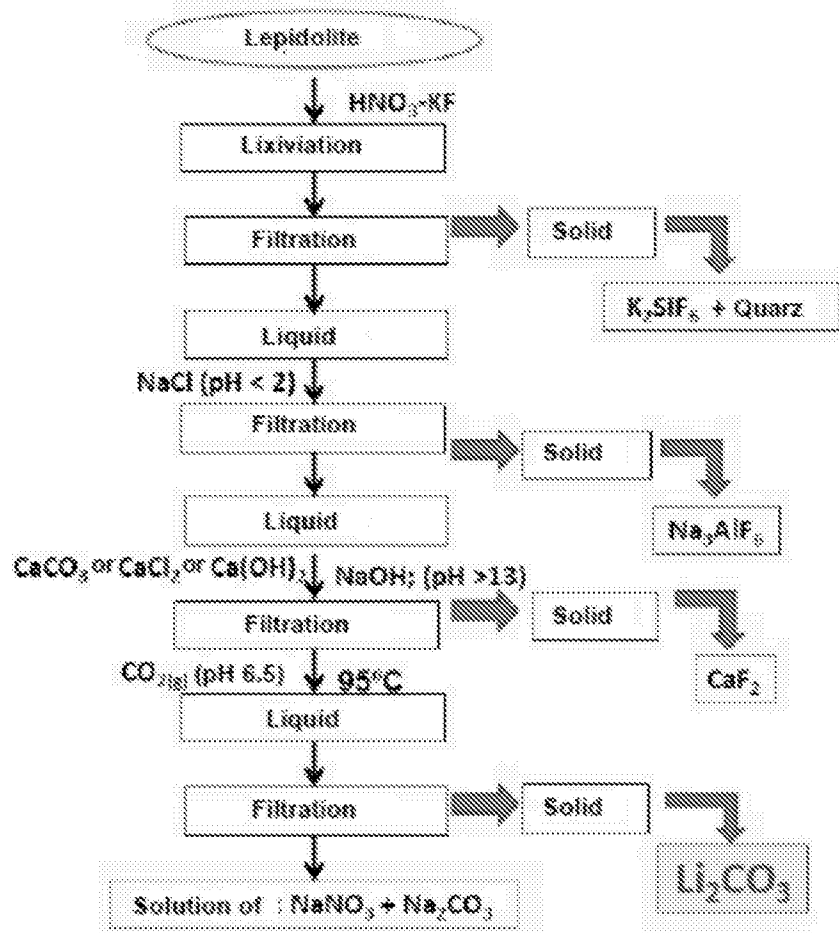 Lepidolite
HNO₃-KF
Lixiviation
Filtration
Solid
K₂SiF₆ + Quarz
Liquid
NaCl (pH < 2)
Filtration
Solid
Na₃AlF₆
Liquid
CaCO₃ or CaCl₂ or Ca(OH)₂
NaOH; (pH >13)
Filtration
Solid
CaF₂
CO₂₍g₎ (pH 6.5)
95°C
Liquid
Filtration
Solid
Li₂CO₃
Solution of : NaNO₃ + Na₂CO₃